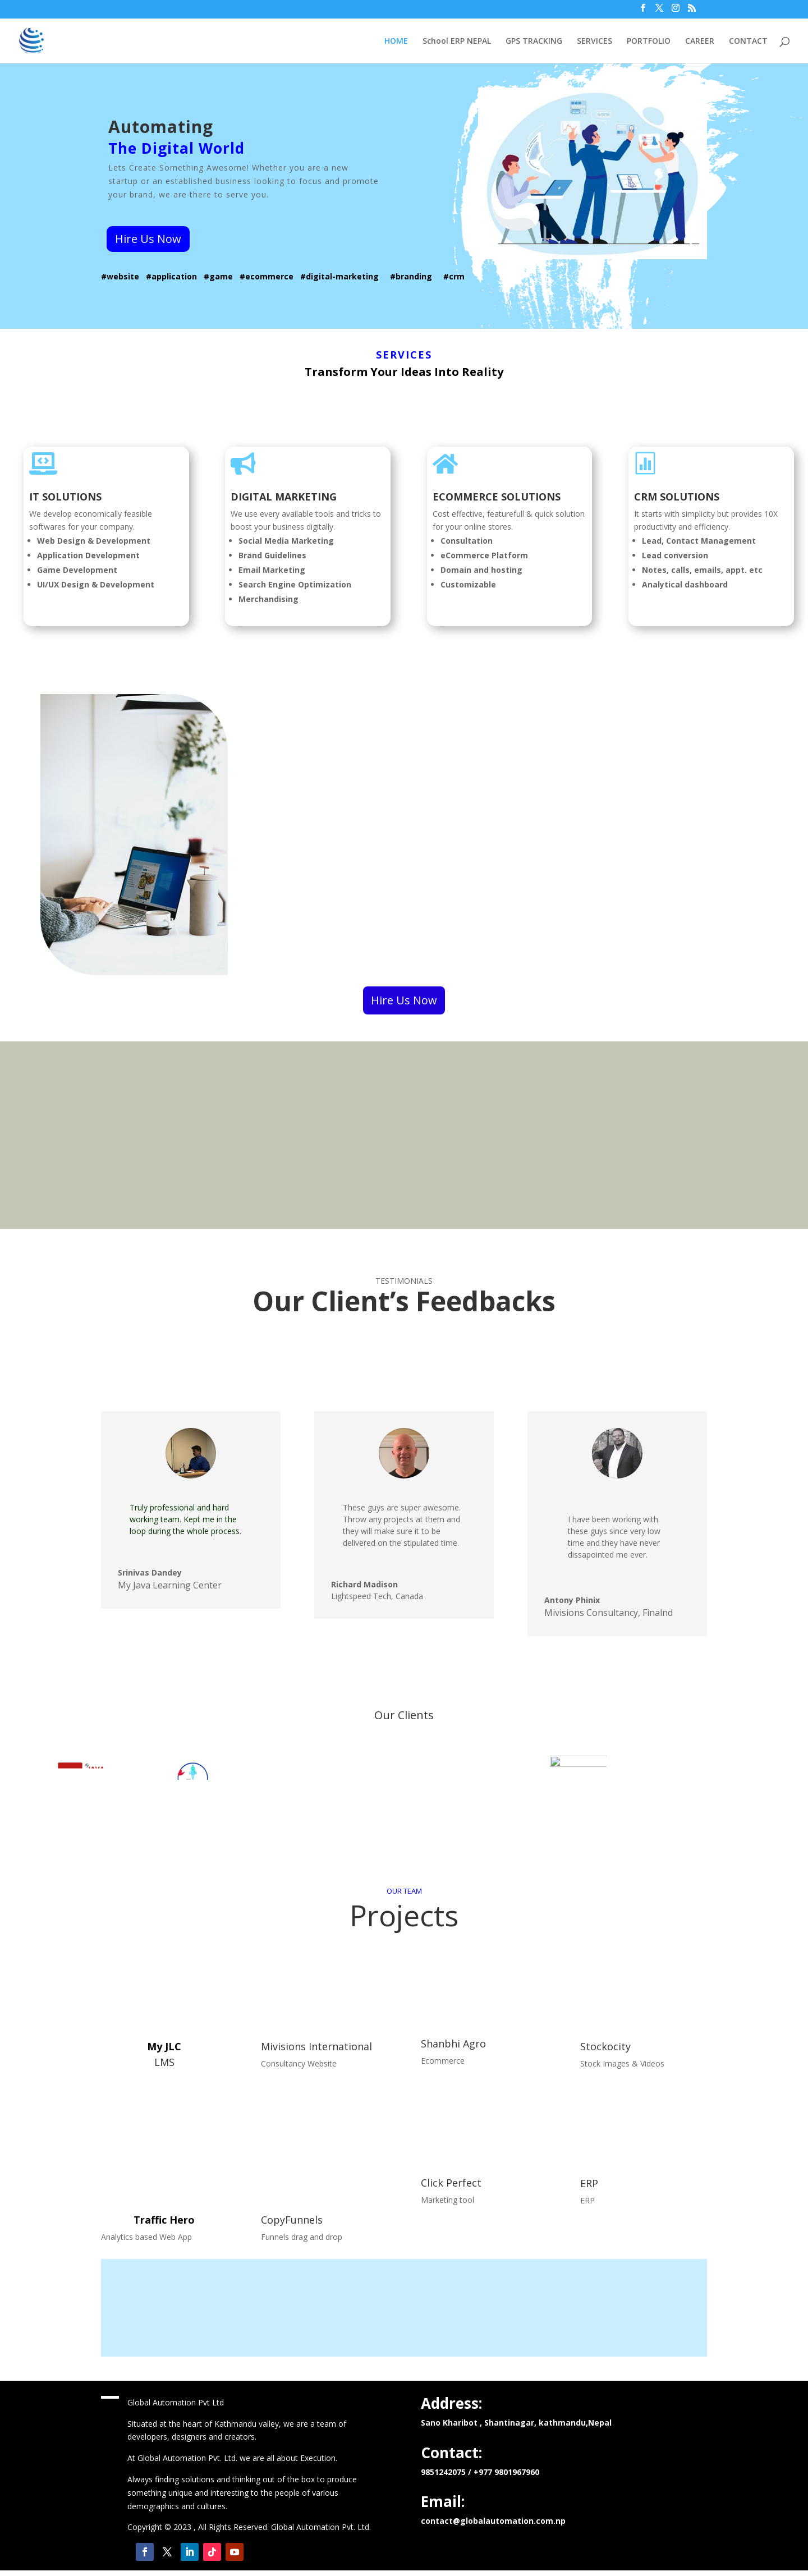 HOME School ERP NEPAL GPS TRACKING SERVICES PORTFOLIO CAREER CONTACT
Automating
The Digital World
Lets Create Something Awesome! Whether you are a new
startup or an established business looking to focus and promote
your brand, we are there to serve you.
Hire Us Now
#website #application #game #ecommerce #digital-marketing #branding #crm
SERVICES
Transform Your Ideas Into Reality
IT SOLUTIONS
We develop economically feasible
softwares for your company.
Web Design & Development
Application Development
Game Development
UI/UX Design & Development
DIGITAL MARKETING
We use every available tools and tricks to
boost your business digitally.
Social Media Marketing
Brand Guidelines
Email Marketing
Search Engine Optimization
Merchandising
ECOMMERCE SOLUTIONS
Cost effective, featurefull & quick solution
for your online stores.
Consultation
eCommerce Platform
Domain and hosting
Customizable
CRM SOLUTIONS
It starts with simplicity but provides 10X
productivity and efficiency.
Lead, Contact Management
Lead conversion
Notes, calls, emails, appt. etc
Analytical dashboard
Hire Us Now
TESTIMONIALS
Our Client’s Feedbacks
Truly professional and hard
working team. Kept me in the
loop during the whole process.
Srinivas Dandey
My Java Learning Center
These guys are super awesome.
Throw any projects at them and
they will make sure it to be
delivered on the stipulated time.
Richard Madison
Lightspeed Tech, Canada
I have been working with
these guys since very low
time and they have never
dissapointed me ever.
Antony Phinix
Mivisions Consultancy, Finalnd
Our Clients
OUR TEAM
Projects
My JLC
LMS
Mivisions International
Consultancy Website
Shanbhi Agro
Ecommerce
Stockocity
Stock Images & Videos
Traffic Hero
Analytics based Web App
CopyFunnels
Funnels drag and drop
Click Perfect
Marketing tool
ERP
ERP
Global Automation Pvt Ltd
Situated at the heart of Kathmandu valley, we are a team of
developers, designers and creators.
At Global Automation Pvt. Ltd. we are all about Execution.
Always finding solutions and thinking out of the box to produce
something unique and interesting to the people of various
demographics and cultures.
Copyright © 2023 , All Rights Reserved. Global Automation Pvt. Ltd.
Address:
Sano Kharibot , Shantinagar, kathmandu,Nepal
Contact:
9851242075 / +977 9801967960
Email:
contact@globalautomation.com.np